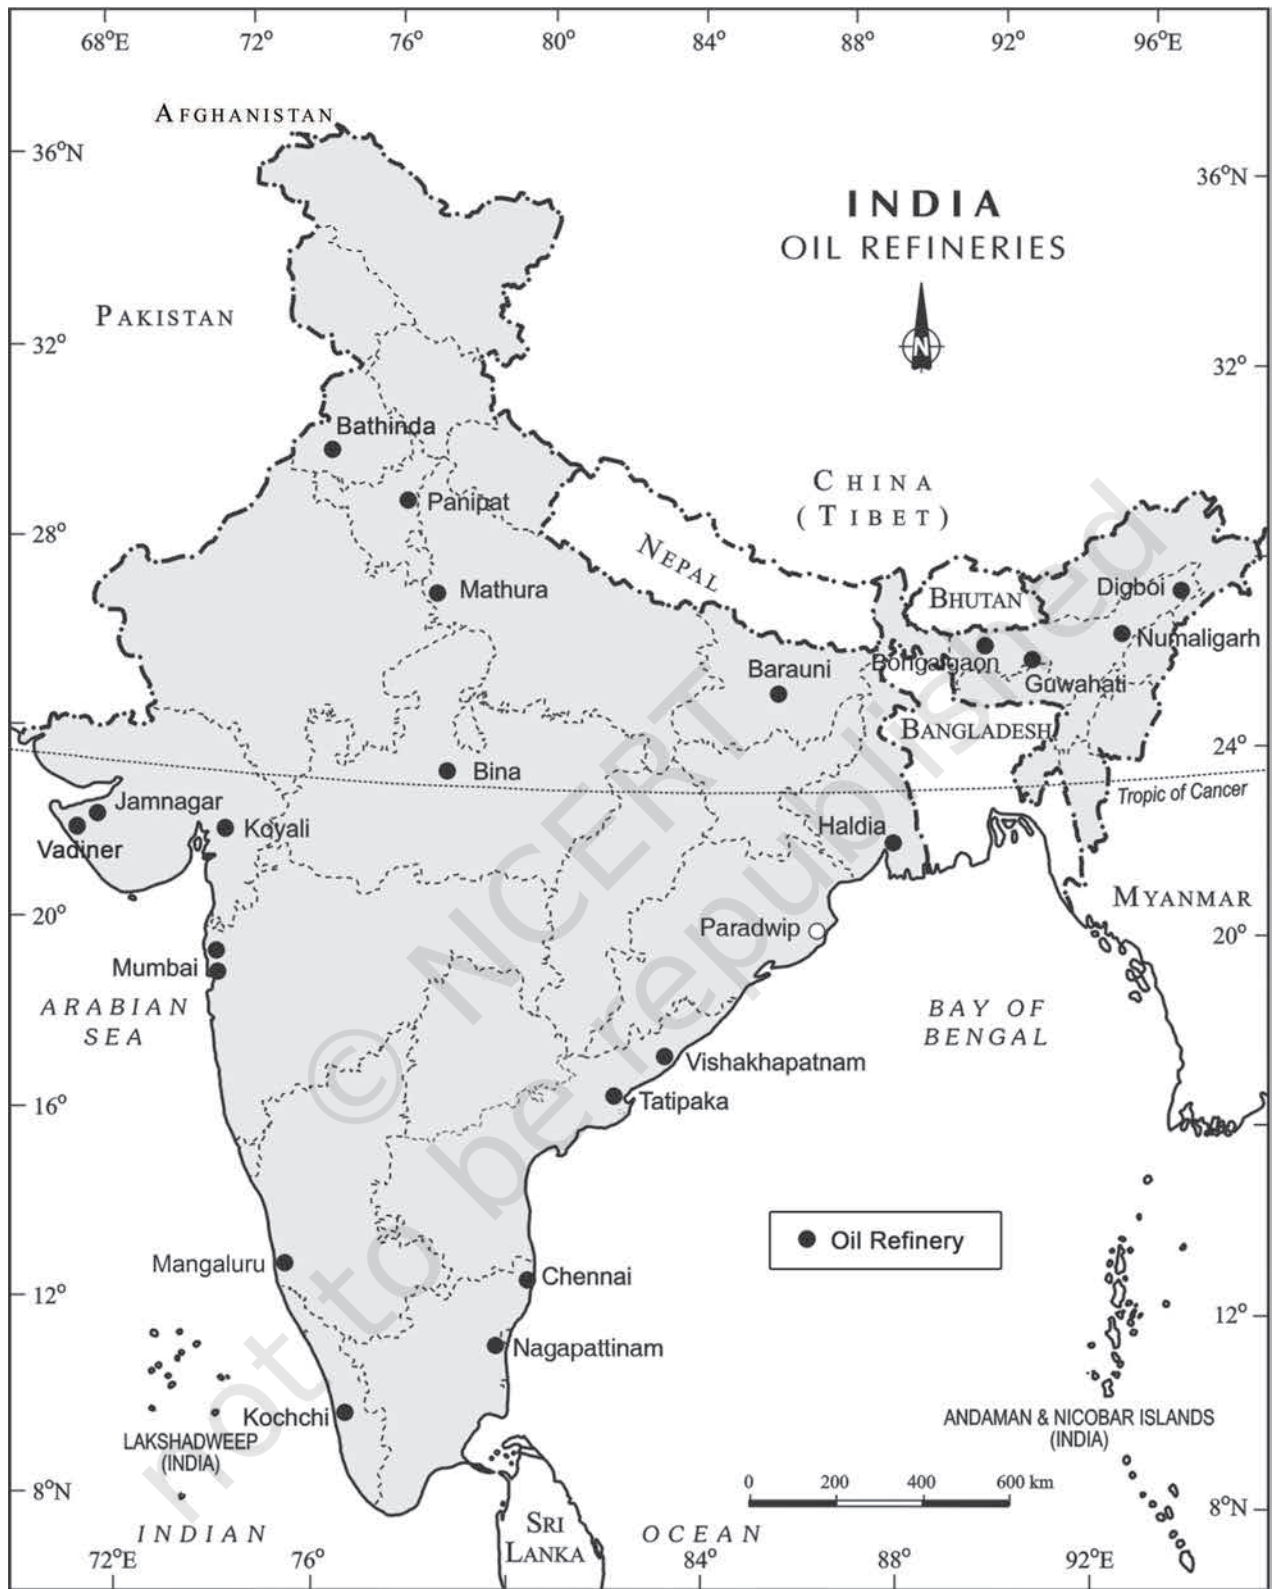 68°E 72° 76° 80° 84° 88° 92° 96°E
AFGHANISTAN
36°N
36°N
INDIA
OIL REFINERIES
N
PAKISTAN
32°
32°
Bathinda
Panipat
CHINA
(TIBET)
28°
NEPAL
Mathura
BHUTAN
Digboi
Numaligarh
Barauni
Bongaigaon
Guwahati
BANGLADESH
24°
Bina
Tropic of Cancer
Jamnagar
Koyali
Vadiner
Haldia
MYANMAR
20°
20°
Paradwip
Mumbai
ARABIAN
SEA
BAY OF
BENGAL
Vishakhapatnam
Tatipaka
16°
Oil Refinery
Mangaluru
Chennai
12°
12°
Nagapattinam
Kochchi
LAKSHADWEEP
(INDIA)
ANDAMAN & NICOBAR ISLANDS
(INDIA)
0 200 400 600 km
8°N
8°N
INDIAN OCEAN
SRI
LANKA
72°E 76° 84° 88° 92°E
© NCERT
not to be republished